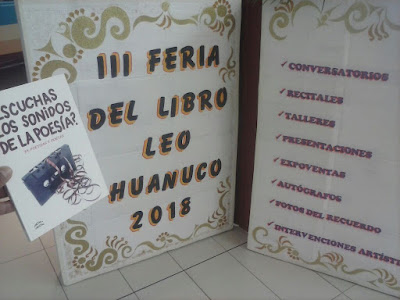 ESCUCHAS
LOS SONIDOS
DE LA POESÍA?
III FERIA
DEL LIBRO
LEO
HUANUCO
2018
✓ CONVERSATORIOS
✓ RECITALES
✓ TALLERES
✓ PRESENTACIONES
✓ EXPOVENTAS
✓ AUTÓGRAFOS
✓ FOTOS DEL RECUERDO
✓ INTERVENCIONES ARTÍST